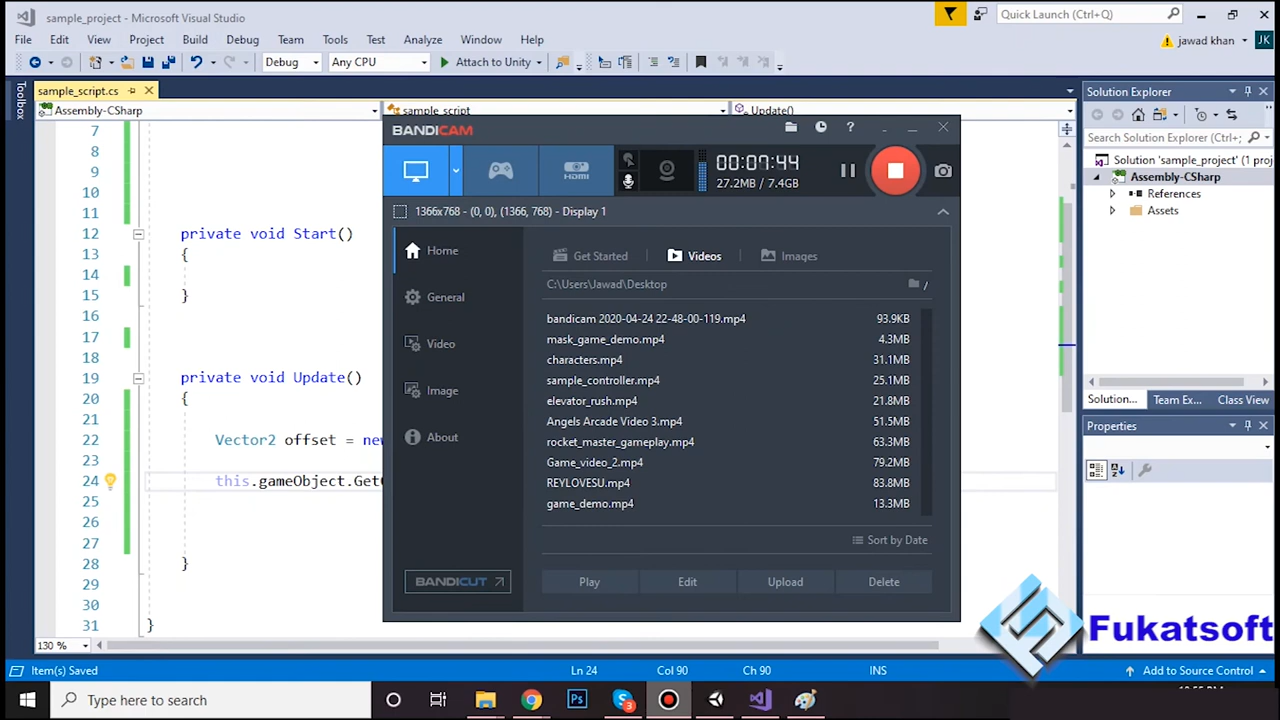 sample_project - Microsoft Visual Studio
Quick Launch (Ctrl+Q)
File Edit View Project Build Debug Team Tools Test Analyze Window Help
jawad khan JK
Debug Any CPU Attach to Unity
Toolbox
sample_script.cs
Assembly-CSharp sample_script Update()
7
8
9
10
11
12 private void Start()
13 {
14
15 }
16
17
18
19 private void Update()
20 {
21
22 Vector2 offset = new
23
24 this.gameObject.Get
25
26
27
28 }
29
30
31 }
130 %
BANDICAM
?
00:07:44
27.2MB / 7.4GB
HDMI
1366x768 - (0, 0), (1366, 768) - Display 1
Home
General
Video
Image
About
BANDICUT
Get Started Videos Images
C:\Users\Jawad\Desktop /
bandicam 2020-04-24 22-48-00-119.mp4 93.9KB
mask_game_demo.mp4 4.3MB
characters.mp4 31.1MB
sample_controller.mp4 25.1MB
elevator_rush.mp4 21.8MB
Angels Arcade Video 3.mp4 51.5MB
rocket_master_gameplay.mp4 63.3MB
Game_video_2.mp4 79.2MB
REYLOVESU.mp4 83.8MB
game_demo.mp4 13.3MB
Sort by Date
Play Edit Upload Delete
Solution Explorer
Search Solution Explorer (Ctrl+;
Solution 'sample_project' (1 proj
Assembly-CSharp
References
Assets
Solution... Team Ex... Class View
Properties
Fukatsoft
Item(s) Saved Ln 24 Col 90 Ch 90 INS Add to Source Control
Type here to search
Ps
3